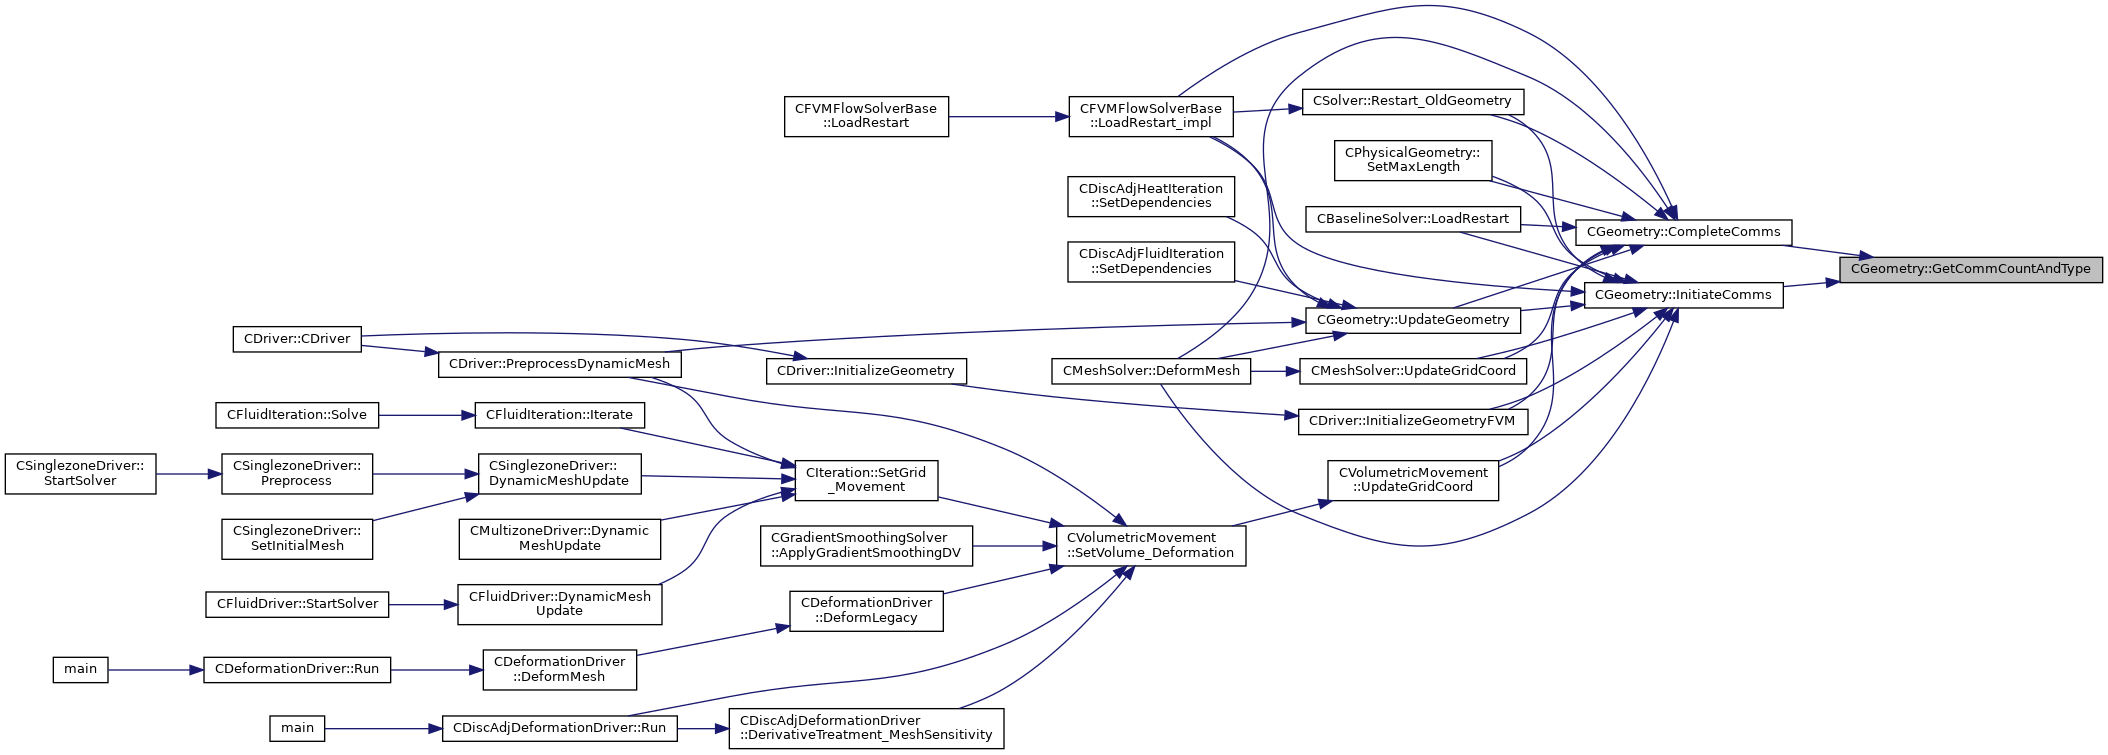 CFVMFlowSolverBase
::LoadRestart
CFVMFlowSolverBase
::LoadRestart_impl
CSolver::Restart_OldGeometry
CPhysicalGeometry::
SetMaxLength
CDiscAdjHeatIteration
::SetDependencies
CBaselineSolver::LoadRestart
CGeometry::CompleteComms
CDiscAdjFluidIteration
::SetDependencies
CGeometry::GetCommCountAndType
CGeometry::InitiateComms
CGeometry::UpdateGeometry
CDriver::CDriver
CDriver::PreprocessDynamicMesh
CDriver::InitializeGeometry
CMeshSolver::DeformMesh
CMeshSolver::UpdateGridCoord
CFluidIteration::Solve
CFluidIteration::Iterate
CDriver::InitializeGeometryFVM
CSinglezoneDriver::
StartSolver
CSinglezoneDriver::
Preprocess
CSinglezoneDriver::
DynamicMeshUpdate
CIteration::SetGrid
_Movement
CVolumetricMovement
::UpdateGridCoord
CSinglezoneDriver::
SetInitialMesh
CMultizoneDriver::Dynamic
MeshUpdate
CGradientSmoothingSolver
::ApplyGradientSmoothingDV
CVolumetricMovement
::SetVolume_Deformation
CFluidDriver::StartSolver
CFluidDriver::DynamicMesh
Update
CDeformationDriver
::DeformLegacy
main
CDeformationDriver::Run
CDeformationDriver
::DeformMesh
main
CDiscAdjDeformationDriver::Run
CDiscAdjDeformationDriver
::DerivativeTreatment_MeshSensitivity